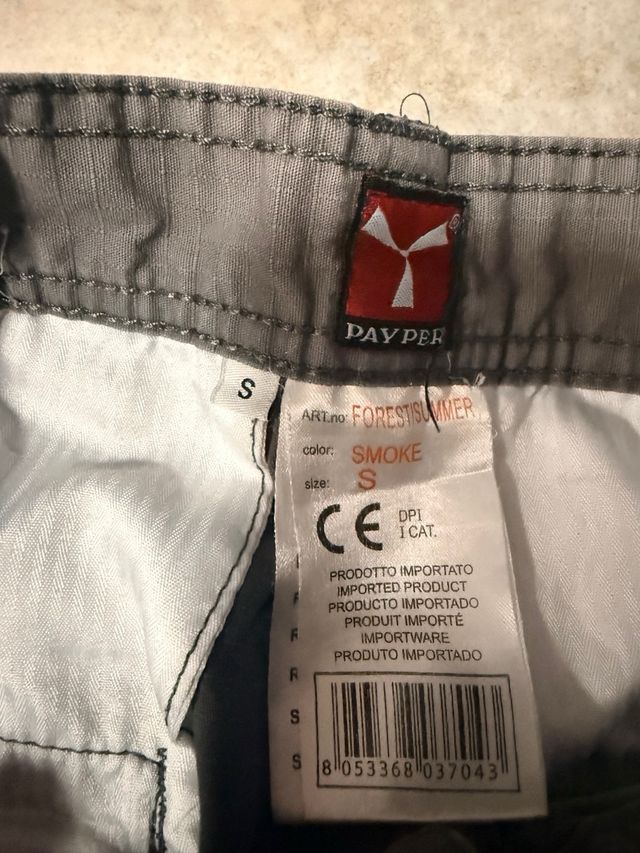 ®
PAYPER
S
ART.no: FOREST/SUMMER
color: SMOKE
size: S
CE DPI
I CAT.
PRODOTTO IMPORTATO
IMPORTED PRODUCT
PRODUCTO IMPORTADO
PRODUIT IMPORTÉ
IMPORTWARE
PRODUTO IMPORTADO
8 053368 037043